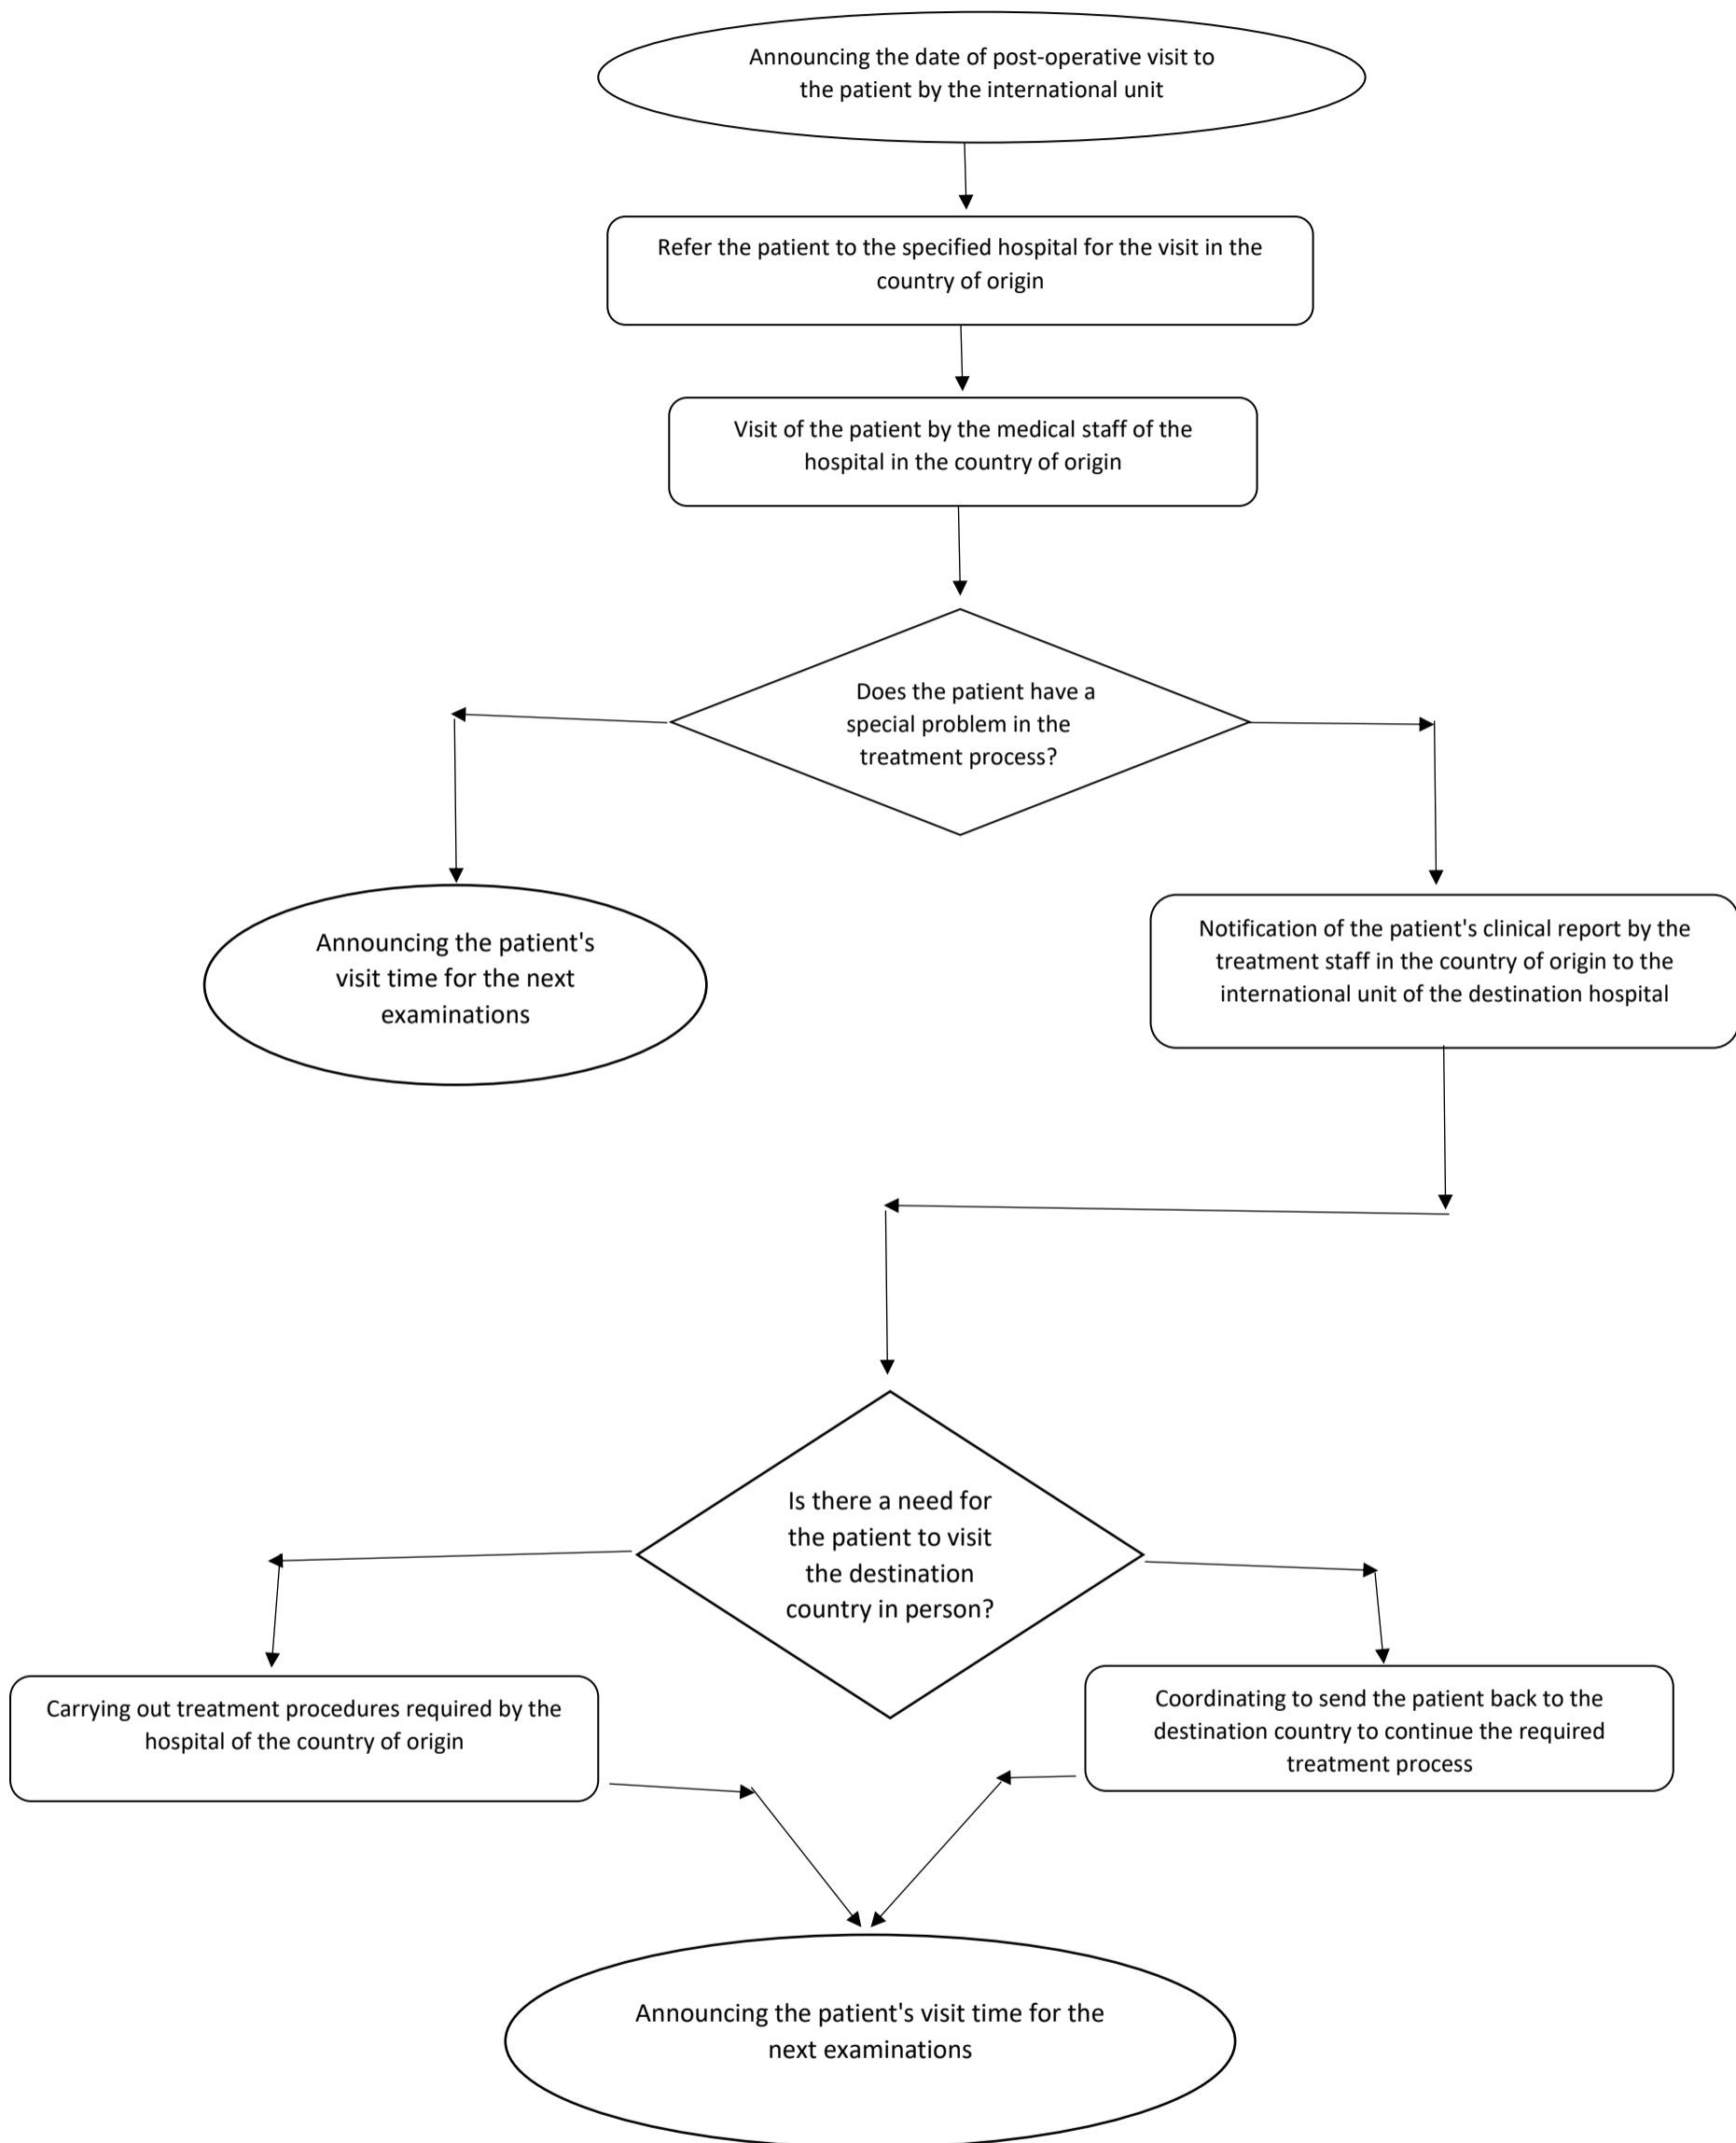 Announcing the date of post-operative visit to
the patient by the international unit
Refer the patient to the specified hospital for the visit in the
country of origin
Visit of the patient by the medical staff of the
hospital in the country of origin
Does the patient have a
special problem in the
treatment process?
Announcing the patient's
visit time for the next
examinations
Notification of the patient's clinical report by the
treatment staff in the country of origin to the
international unit of the destination hospital
Is there a need for
the patient to visit
the destination
country in person?
Carrying out treatment procedures required by the
hospital of the country of origin
Coordinating to send the patient back to the
destination country to continue the required
treatment process
Announcing the patient's visit time for the
next examinations